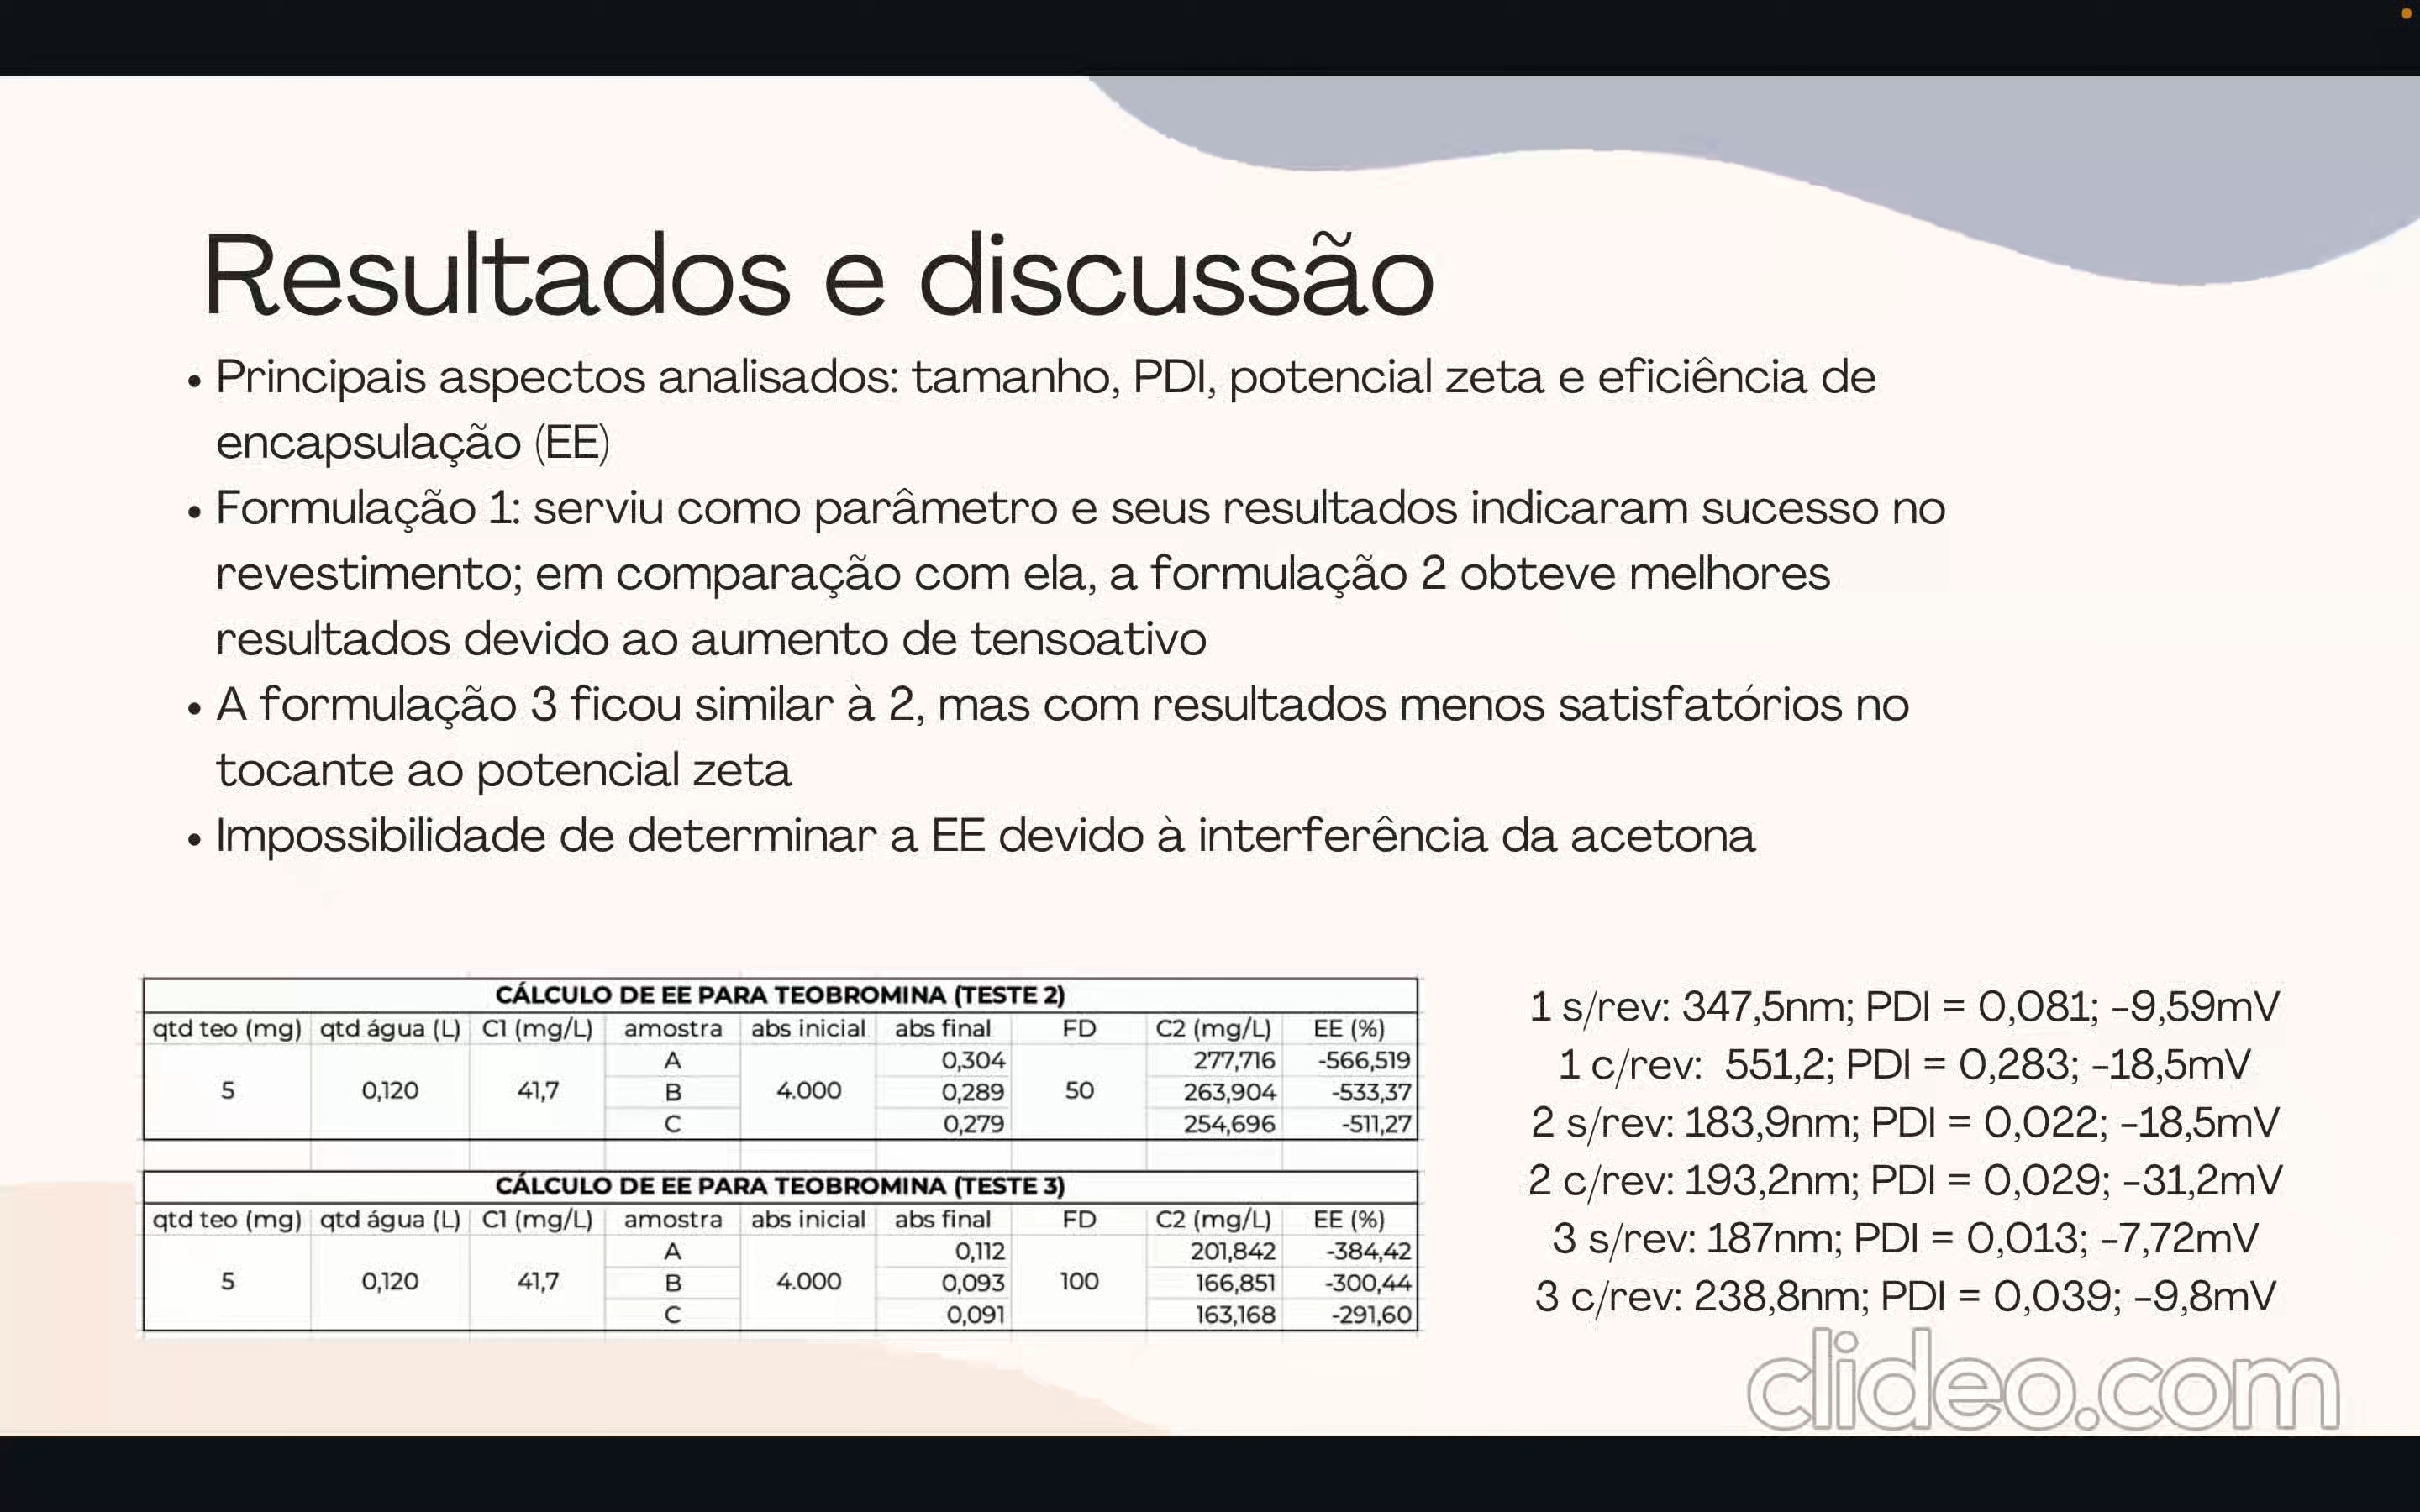 Resultados e discussão
• Principais aspectos analisados: tamanho, PDI, potencial zeta e eficiência de
encapsulação (EE)
• Formulação 1: serviu como parâmetro e seus resultados indicaram sucesso no
revestimento; em comparação com ela, a formulação 2 obteve melhores
resultados devido ao aumento de tensoativo
• A formulação 3 ficou similar à 2, mas com resultados menos satisfatórios no
tocante ao potencial zeta
• Impossibilidade de determinar a EE devido à interferência da acetona
CÁLCULO DE EE PARA TEOBROMINA (TESTE 2)
qtd teo (mg) qtd água (L) C1 (mg/L) amostra abs inicial abs final FD C2 (mg/L) EE (%)
A 0,304 277,716 -566,519
5 0,120 41,7 B 4.000 0,289 50 263,904 -533,37
C 0,279 254,696 -511,27
CÁLCULO DE EE PARA TEOBROMINA (TESTE 3)
qtd teo (mg) qtd água (L) C1 (mg/L) amostra abs inicial abs final FD C2 (mg/L) EE (%)
A 0,112 201,842 -384,42
5 0,120 41,7 B 4.000 0,093 100 166,851 -300,44
C 0,091 163,168 -291,60
1 s/rev: 347,5nm; PDI = 0,081; -9,59mV
1 c/rev: 551,2; PDI = 0,283; -18,5mV
2 s/rev: 183,9nm; PDI = 0,022; -18,5mV
2 c/rev: 193,2nm; PDI = 0,029; -31,2mV
3 s/rev: 187nm; PDI = 0,013; -7,72mV
3 c/rev: 238,8nm; PDI = 0,039; -9,8mV
clideo.com